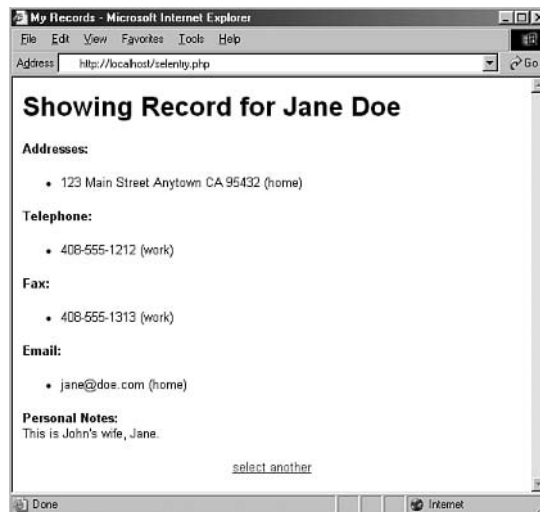 My Records - Microsoft Internet Explorer
File Edit View Favorites Tools Help
Address http://localhost/selentry.php Go
Showing Record for Jane Doe
Addresses:
• 123 Main Street Anytown CA 95432 (home)
Telephone:
• 408-555-1212 (work)
Fax:
• 408-555-1313 (work)
Email:
• jane@doe.com (home)
Personal Notes:
This is John's wife, Jane.
select another
Done Internet